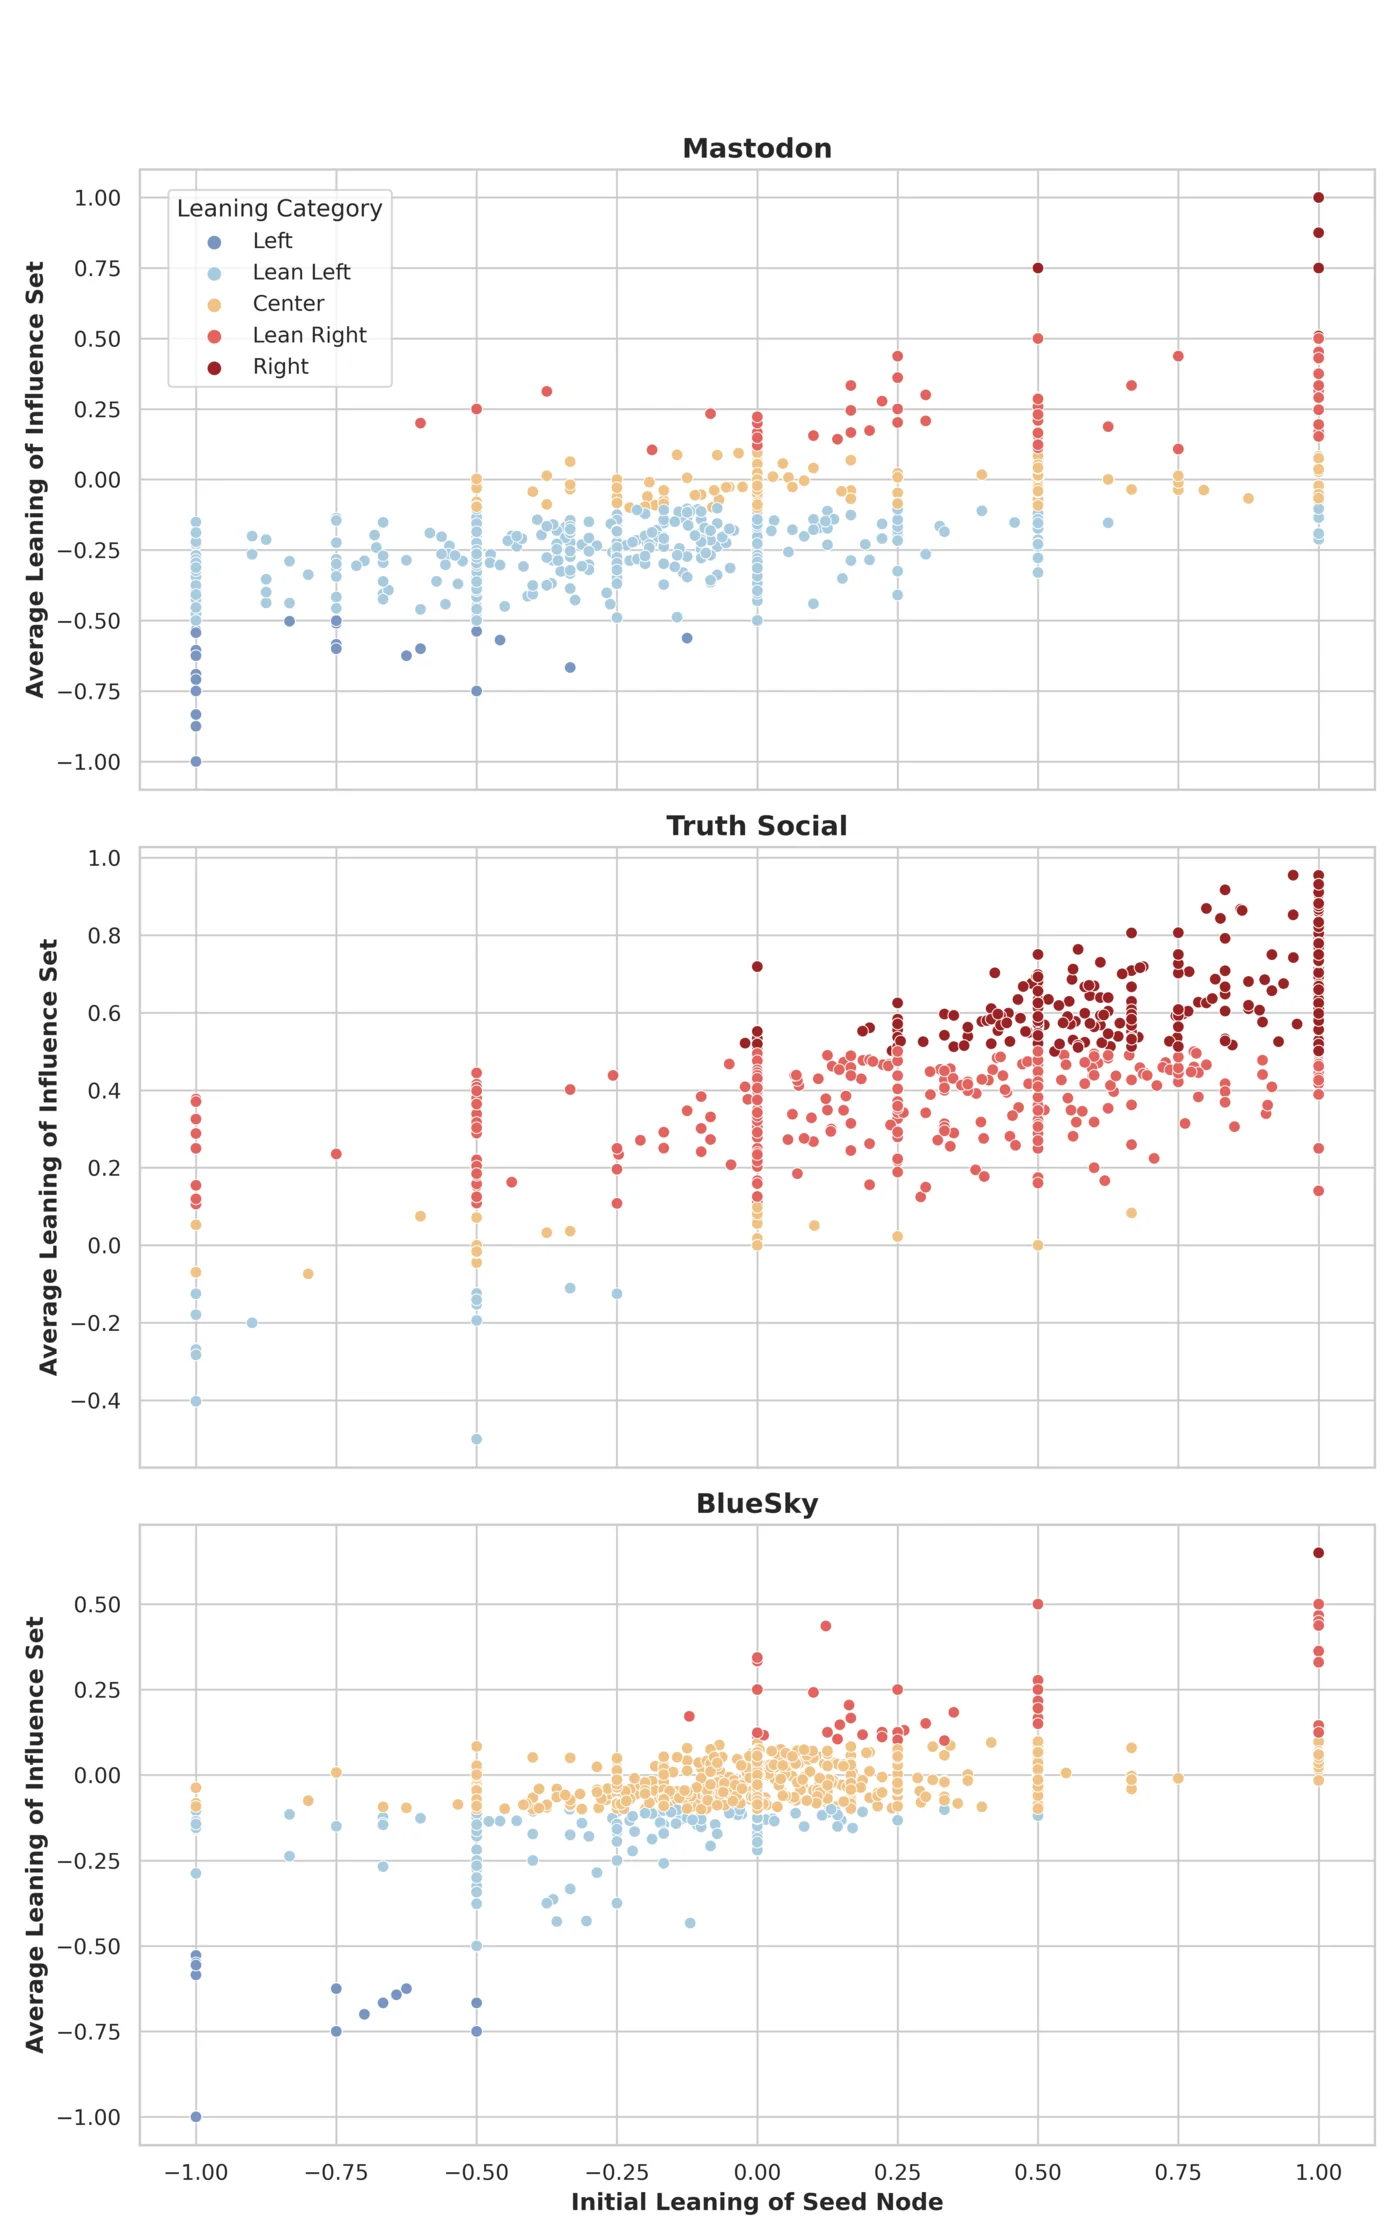 Mastodon
Leaning Category
Left
Lean Left
Center
Lean Right
Right
Average Leaning of Influence Set
1.00
0.75
0.50
0.25
0.00
−0.25
−0.50
−0.75
−1.00
Truth Social
Average Leaning of Influence Set
1.0
0.8
0.6
0.4
0.2
0.0
−0.2
−0.4
BlueSky
Average Leaning of Influence Set
0.50
0.25
0.00
−0.25
−0.50
−0.75
−1.00
−1.00 −0.75 −0.50 −0.25 0.00 0.25 0.50 0.75 1.00
Initial Leaning of Seed Node